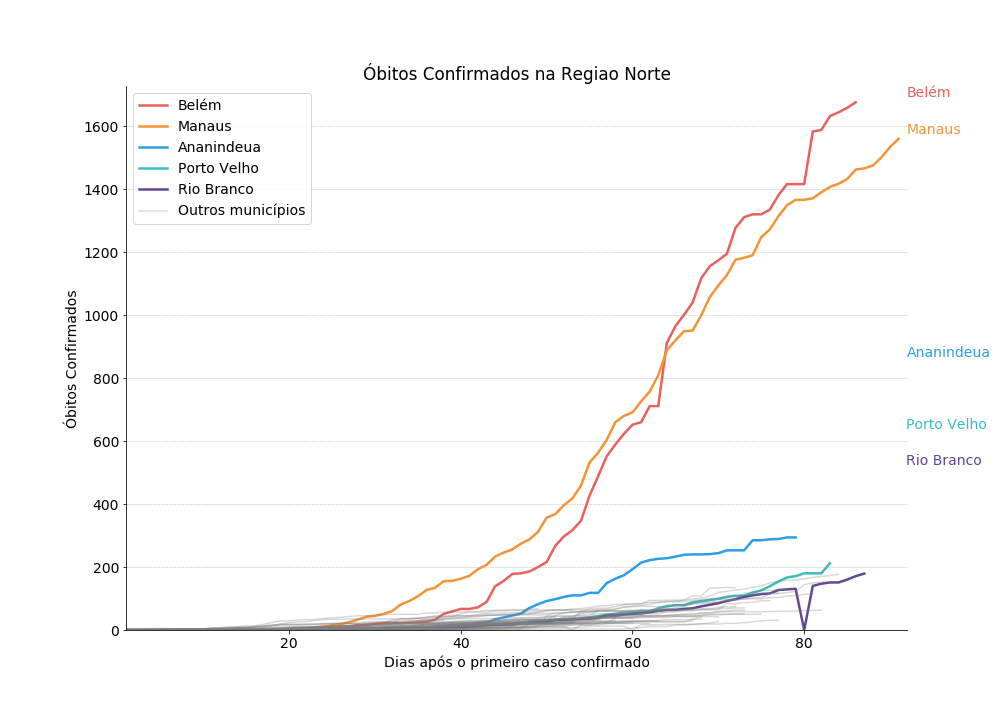 Óbitos Confirmados na Regiao Norte
Belém
Manaus
Ananindeua
Porto Velho
Rio Branco
Outros municípios
Belém
Manaus
Ananindeua
Porto Velho
Rio Branco
Óbitos Confirmados
1600
1400
1200
1000
800
600
400
200
0
20
40
60
80
Dias após o primeiro caso confirmado